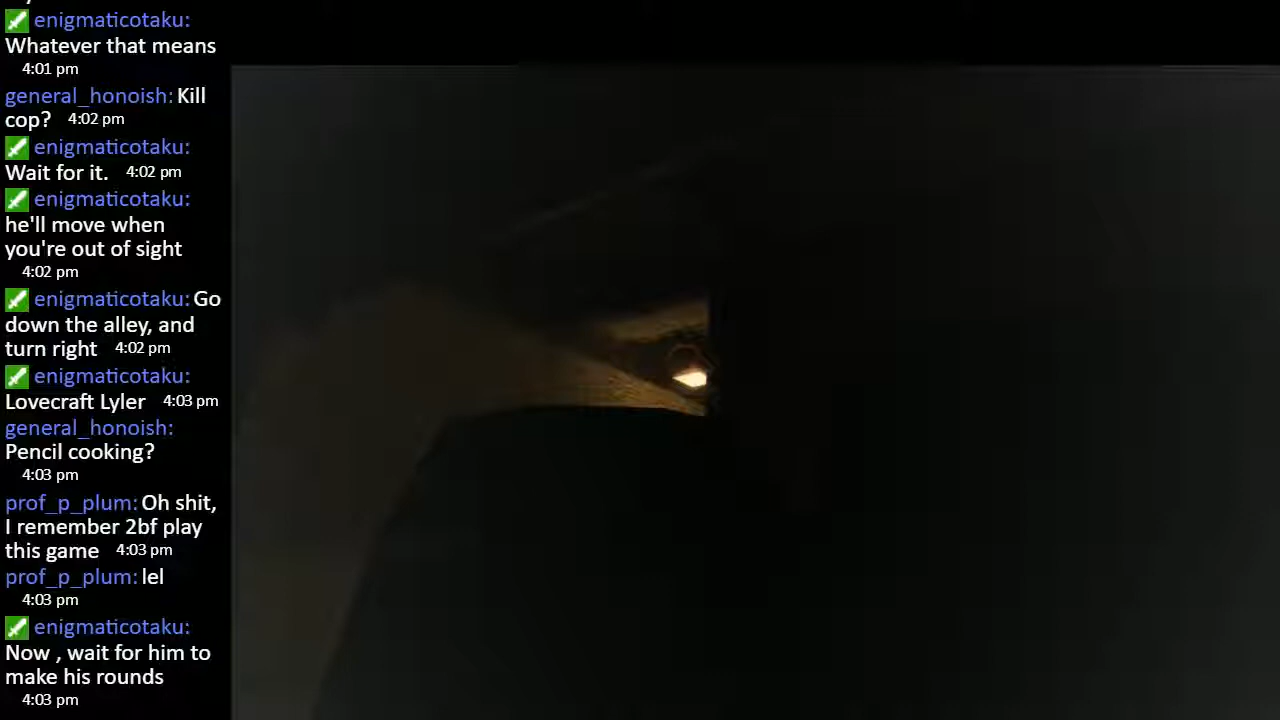 enigmaticotaku:
Whatever that means
4:01 pm
general_honoish: Kill
cop? 4:02 pm
enigmaticotaku:
Wait for it. 4:02 pm
enigmaticotaku:
he'll move when
you're out of sight
4:02 pm
enigmaticotaku: Go
down the alley, and
turn right 4:02 pm
enigmaticotaku:
Lovecraft Lyler 4:03 pm
general_honoish:
Pencil cooking?
4:03 pm
prof_p_plum: Oh shit,
I remember 2bf play
this game 4:03 pm
prof_p_plum: lel
4:03 pm
enigmaticotaku:
Now , wait for him to
make his rounds
4:03 pm